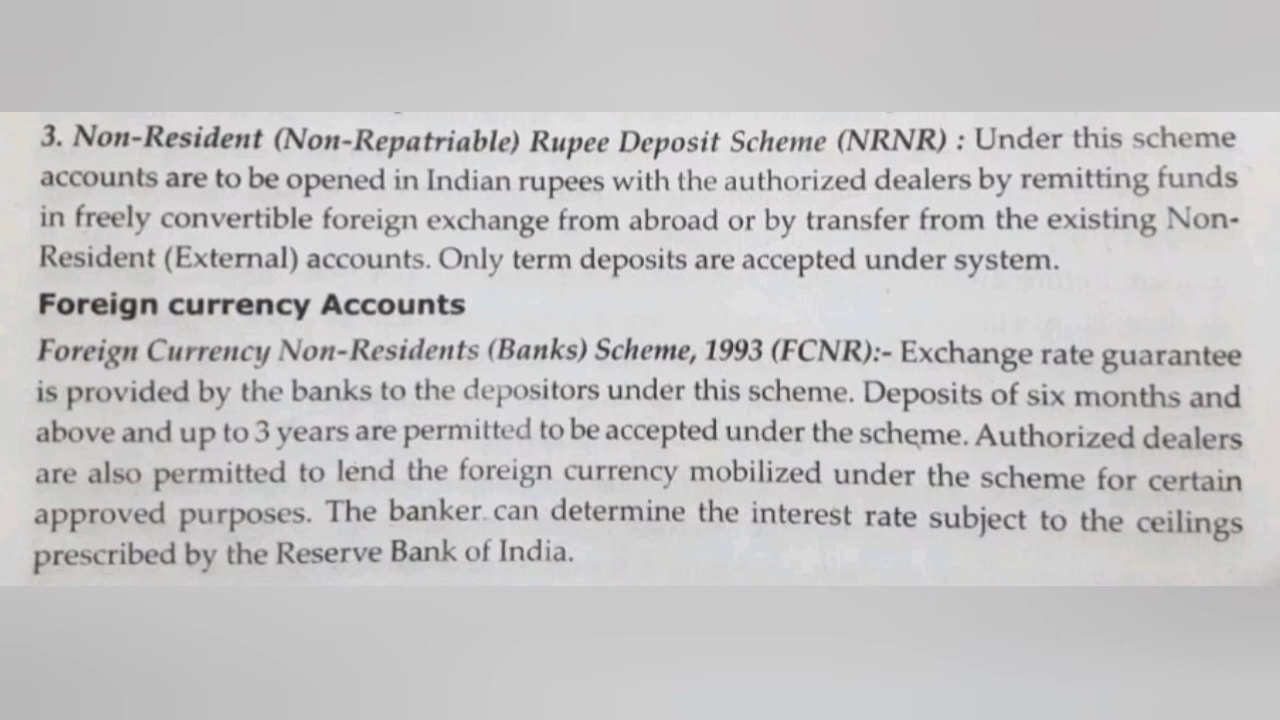 3. Non-Resident (Non-Repatriable) Rupee Deposit Scheme (NRNR) : Under this scheme
accounts are to be opened in Indian rupees with the authorized dealers by remitting funds
in freely convertible foreign exchange from abroad or by transfer from the existing Non-
Resident (External) accounts. Only term deposits are accepted under system.
Foreign currency Accounts
Foreign Currency Non-Residents (Banks) Scheme, 1993 (FCNR):- Exchange rate guarantee
is provided by the banks to the depositors under this scheme. Deposits of six months and
above and up to 3 years are permitted to be accepted under the scheme. Authorized dealers
are also permitted to lend the foreign currency mobilized under the scheme for certain
approved purposes. The banker can determine the interest rate subject to the ceilings
prescribed by the Reserve Bank of India.